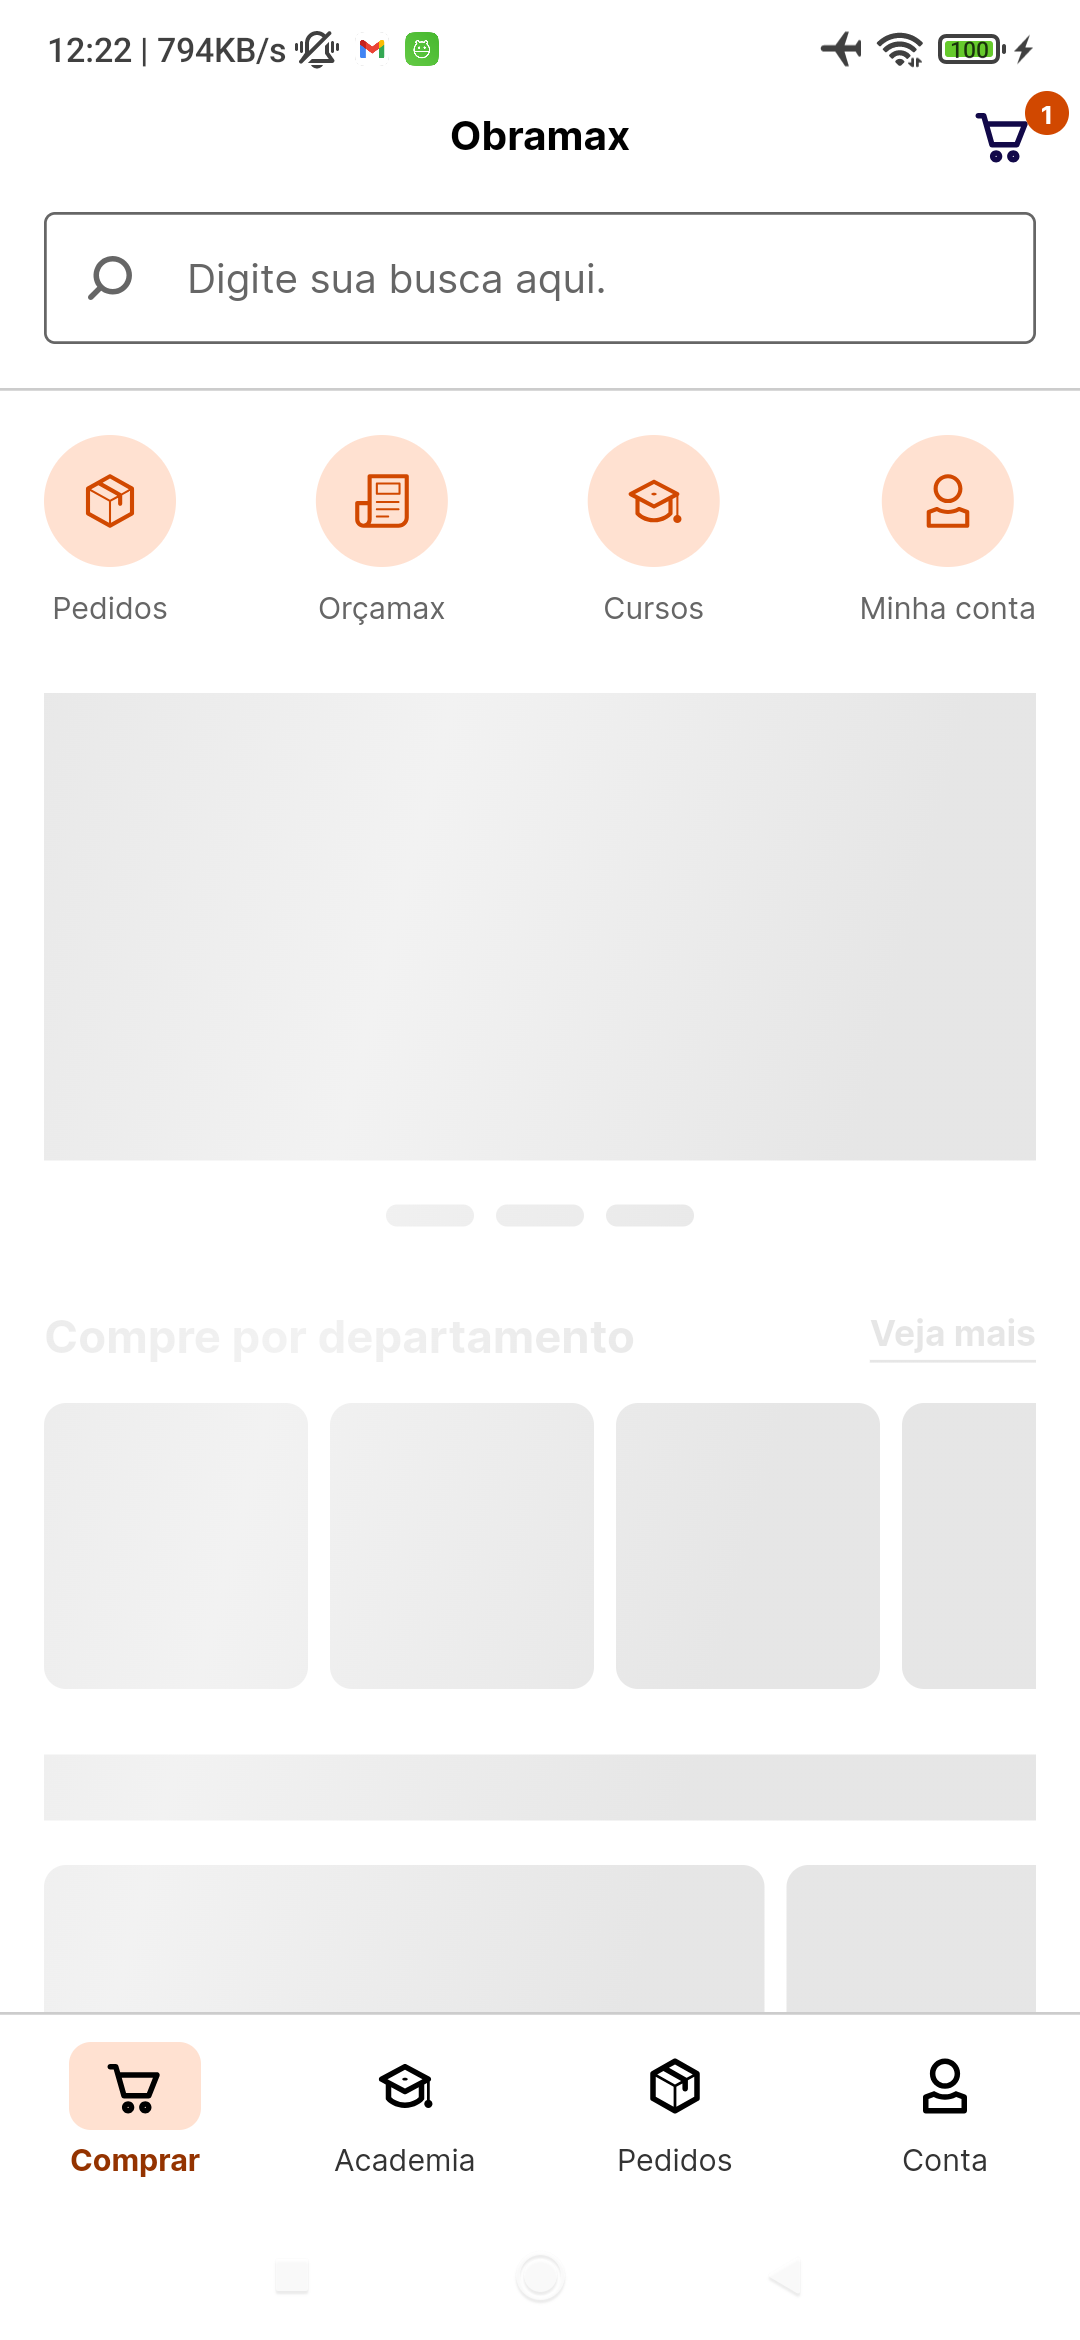 12:22 | 794KB/s
100
Obramax
1
Digite sua busca aqui.
Pedidos
Orçamax
Cursos
Minha conta
Compre por departamento
Veja mais
Comprar
Academia
Pedidos
Conta